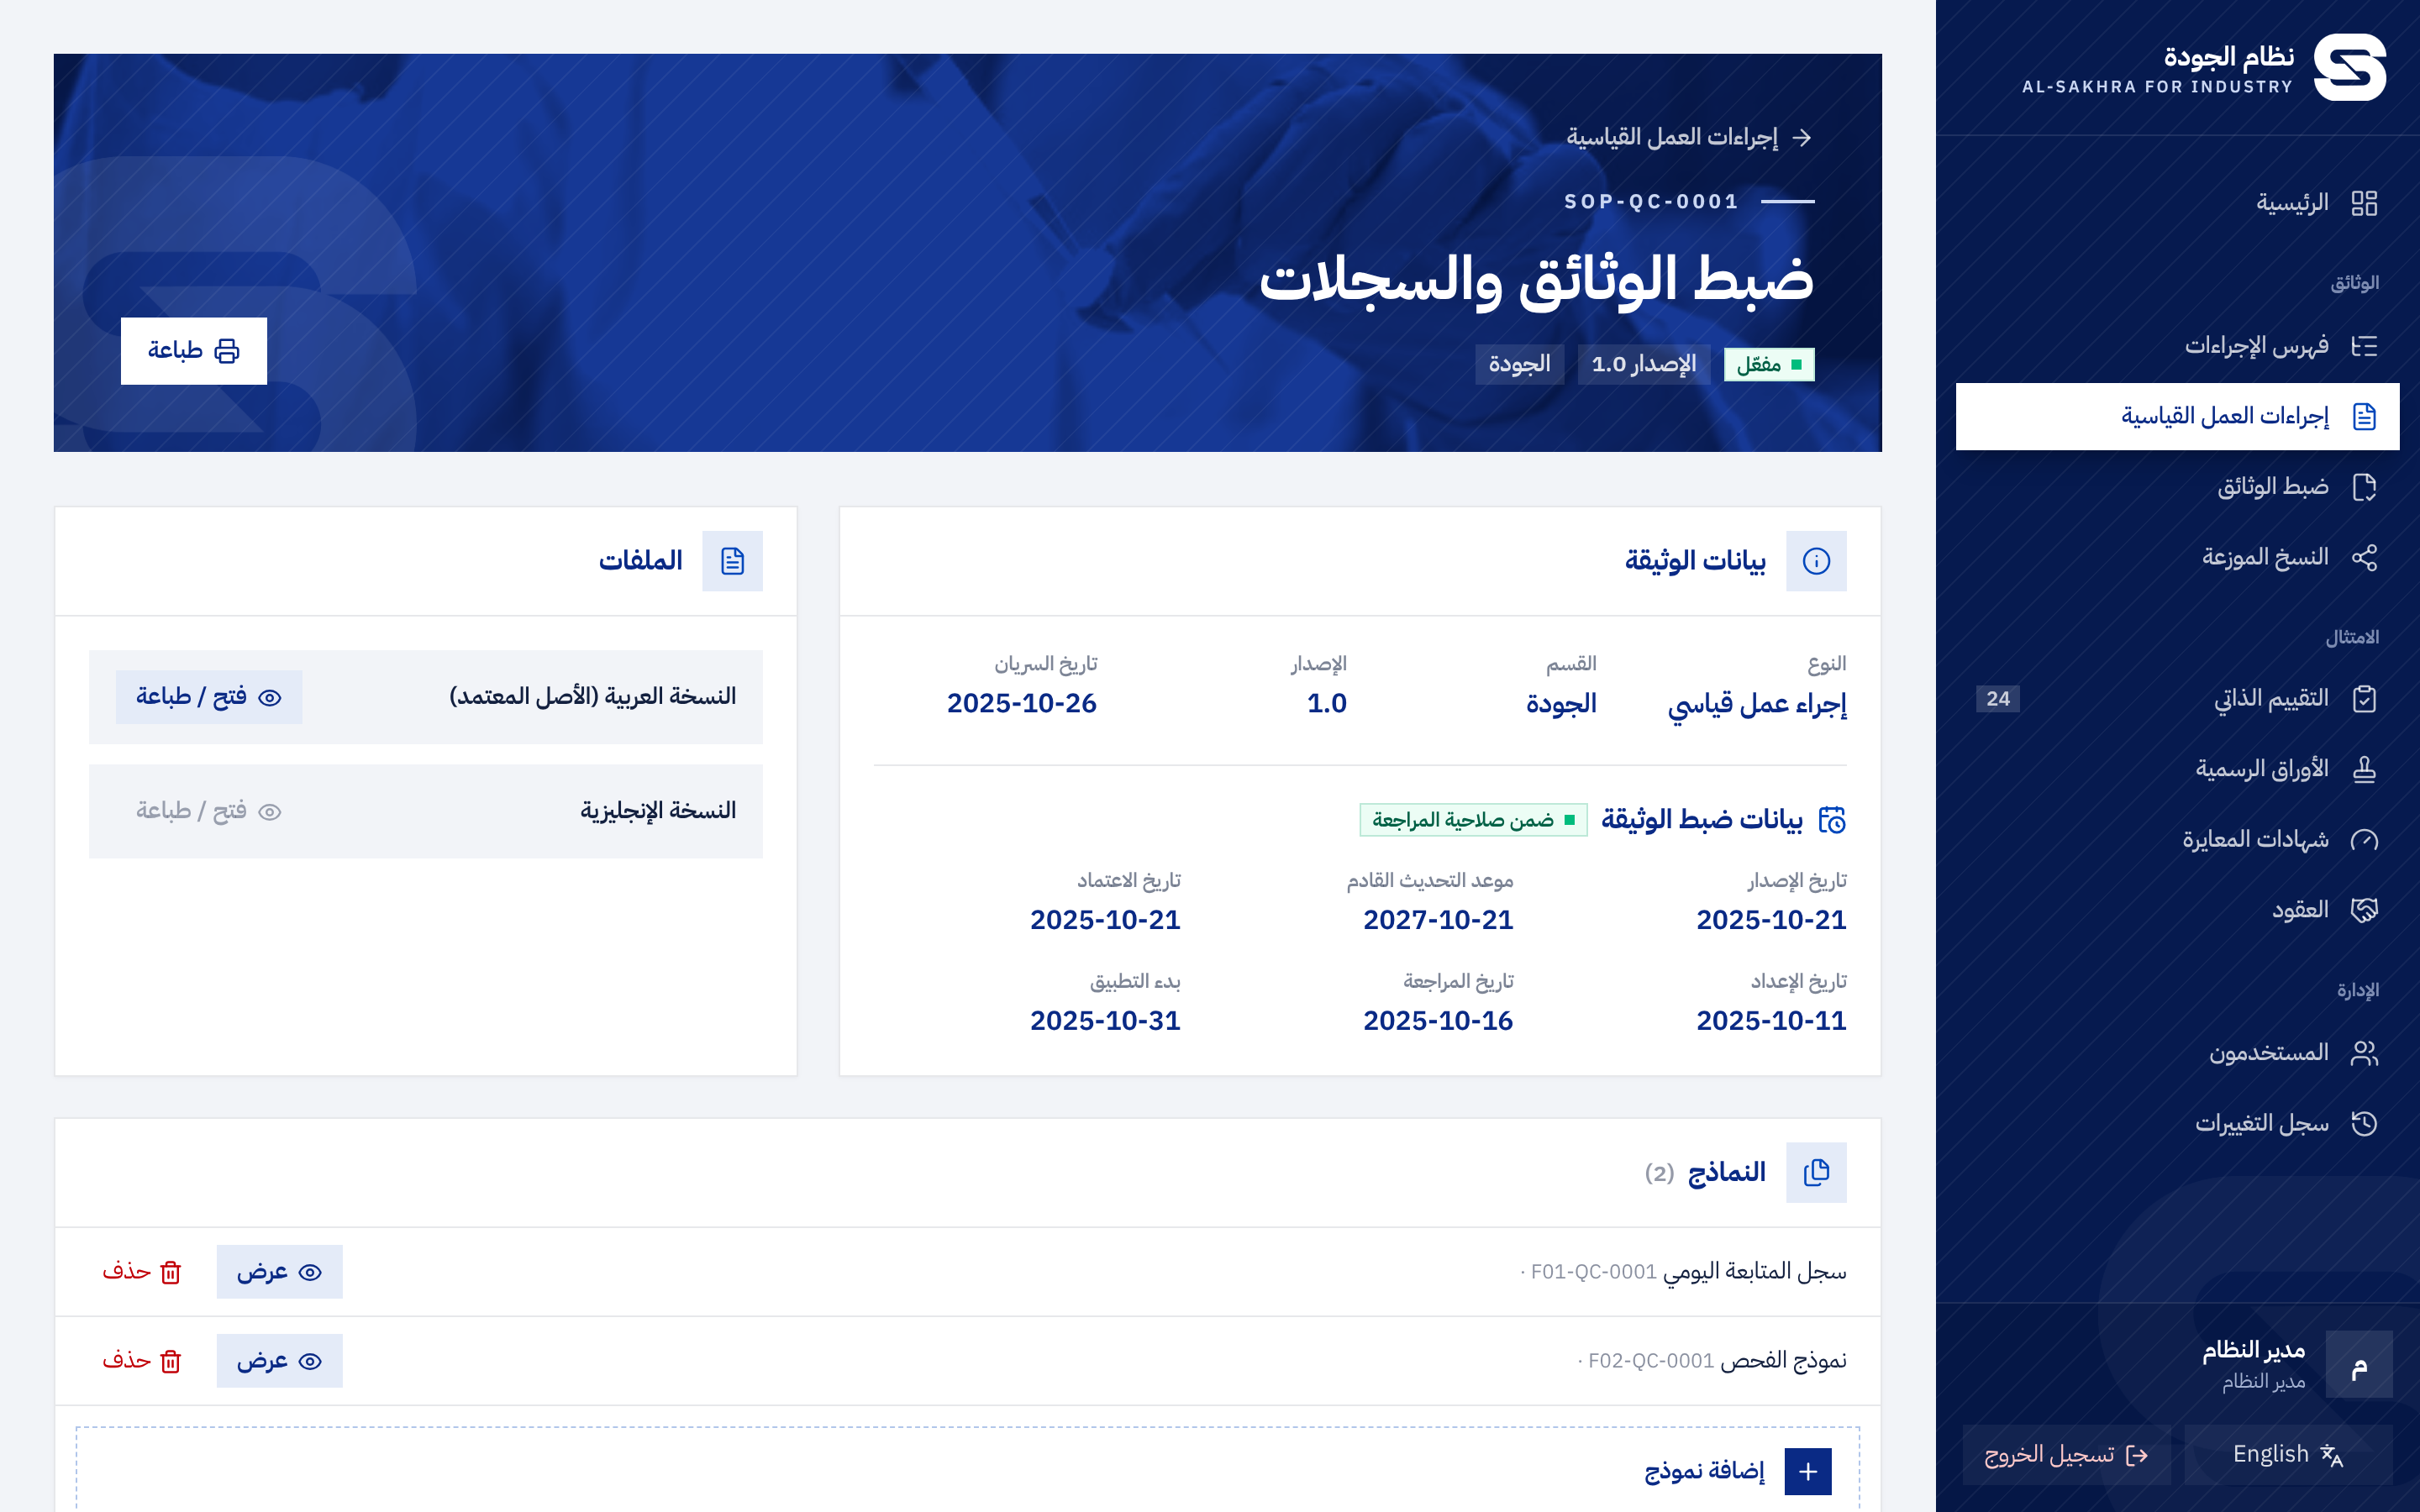 نظام الجودة
AL-SAKHRA FOR INDUSTRY
الرئيسية
الوثائق
فهرس الإجراءات
إجراءات العمل القياسية
ضبط الوثائق
النسخ الموزعة
الامتثال
التقييم الذاتي 24
الأوراق الرسمية
شهادات المعايرة
العقود
الإدارة
المستخدمون
سجل التغييرات
م
مدير النظام
مدير النظام
English
تسجيل الخروج
إجراءات العمل القياسية
SOP-QC-0001
ضبط الوثائق والسجلات
مفعّل
الإصدار 1.0
الجودة
طباعة
بيانات الوثيقة
النوع القسم الإصدار تاريخ السريان
إجراء عمل قياسي الجودة 1.0 2025-10-26
بيانات ضبط الوثيقة ضمن صلاحية المراجعة
تاريخ الإصدار موعد التحديث القادم تاريخ الاعتماد
2025-10-21 2027-10-21 2025-10-21
تاريخ الإعداد تاريخ المراجعة بدء التطبيق
2025-10-11 2025-10-16 2025-10-31
الملفات
النسخة العربية (الأصل المعتمد) فتح / طباعة
النسخة الإنجليزية فتح / طباعة
النماذج (2)
سجل المتابعة اليومي F01-QC-0001 · عرض حذف
نموذج الفحص F02-QC-0001 · عرض حذف
إضافة نموذج